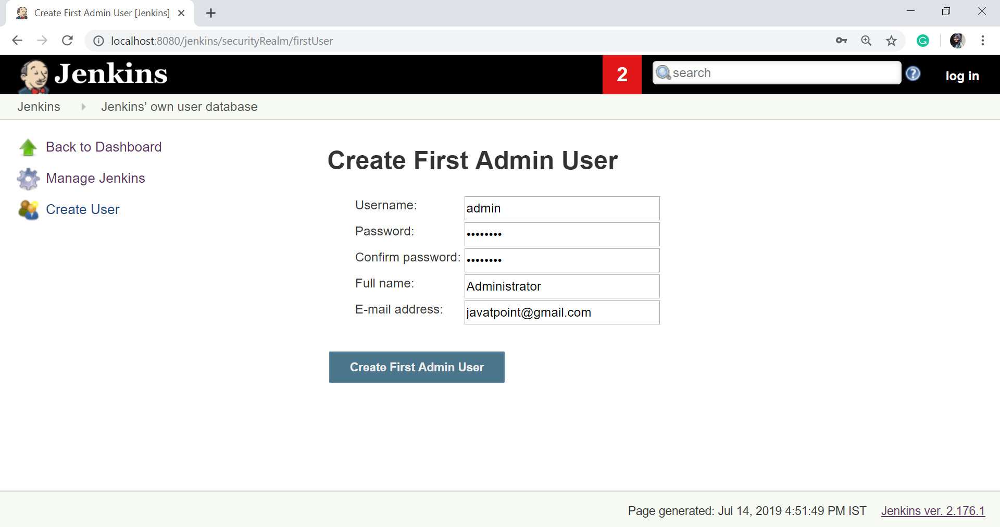 Create First Admin User [Jenkins]
localhost:8080/jenkins/securityRealm/firstUser
Jenkins
2
search
log in
Jenkins
Jenkins’ own user database
Back to Dashboard
Manage Jenkins
Create User
Create First Admin User
Username: admin
Password: ••••••••
Confirm password: ••••••••
Full name: Administrator
E-mail address: javatpoint@gmail.com
Create First Admin User
Page generated: Jul 14, 2019 4:51:49 PM IST Jenkins ver. 2.176.1